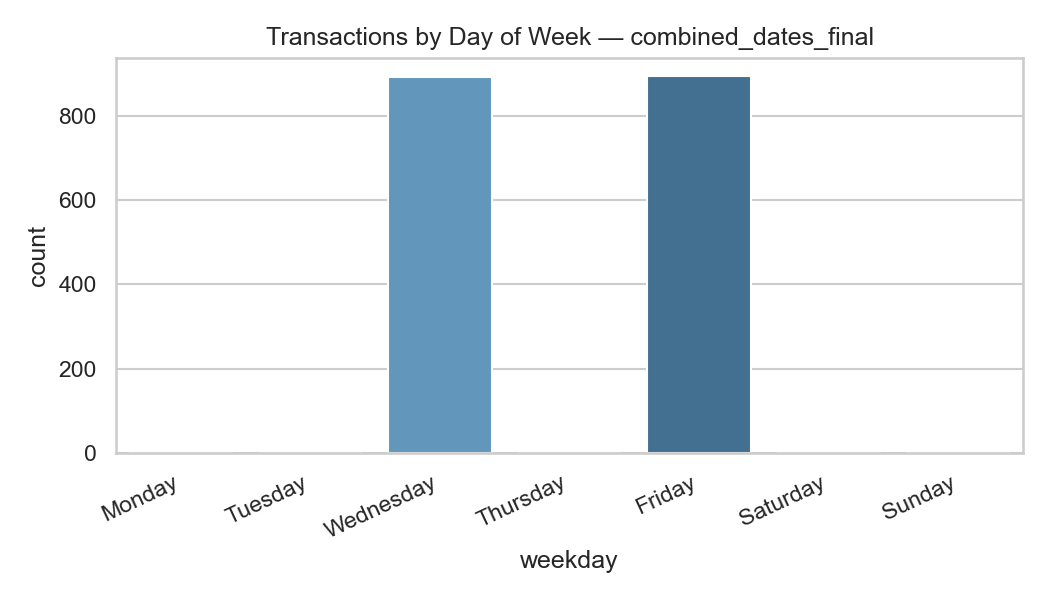 Transactions by Day of Week — combined_dates_final
count
800
600
400
200
0
Monday
Tuesday
Wednesday
Thursday
Friday
Saturday
Sunday
weekday